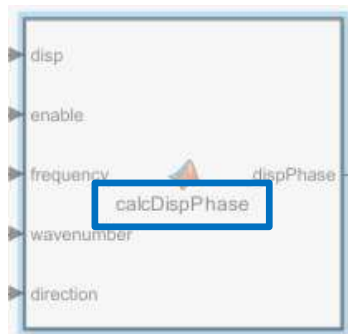 disp
enable
frequency
dispPhase
calcDispPhase
wavenumber
direction